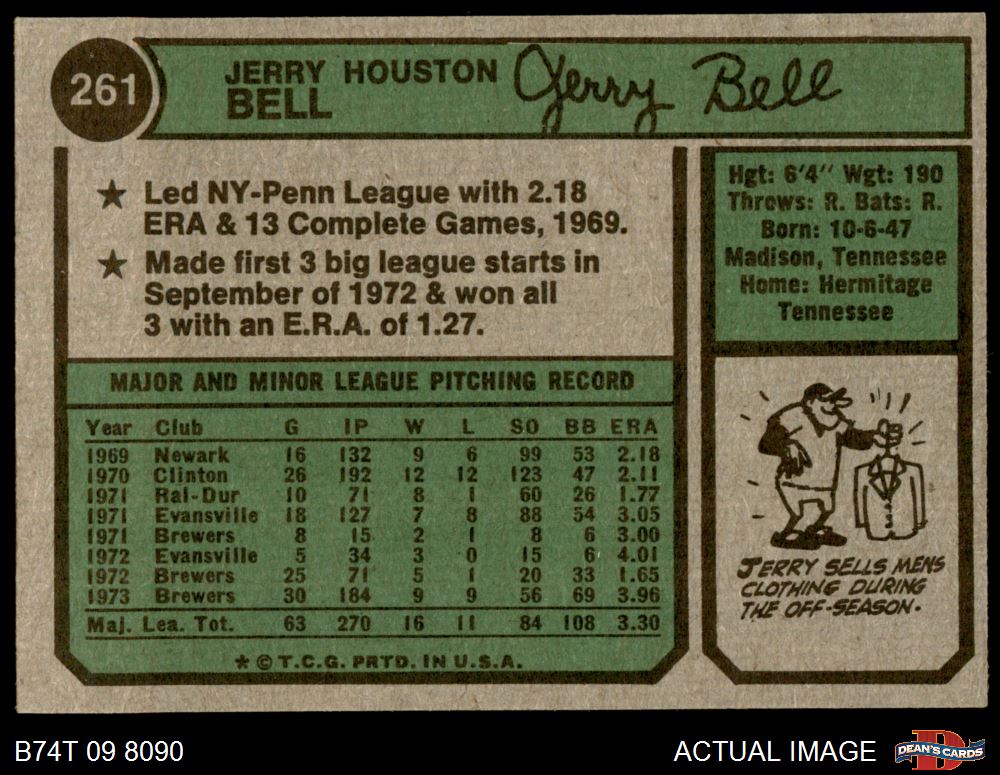 261
JERRY HOUSTON
BELL
Jerry Bell
★ Led NY-Penn League with 2.18
ERA & 13 Complete Games, 1969.
★ Made first 3 big league starts in
September of 1972 & won all
3 with an E.R.A. of 1.27.
Hgt: 6'4" Wgt: 190
Throws: R. Bats: R.
Born: 10-6-47
Madison, Tennessee
Home: Hermitage
Tennessee
MAJOR AND MINOR LEAGUE PITCHING RECORD
Year Club G IP W L SO BB ERA
1969 Newark 16 132 9 6 99 53 2.18
1970 Clinton 26 192 12 12 123 47 2.11
1971 Ral-Dur 10 71 8 1 60 26 1.77
1971 Evansville 18 127 7 8 88 54 3.05
1971 Brewers 8 15 2 1 8 6 3.00
1972 Evansville 5 34 3 0 15 6 4.01
1972 Brewers 25 71 5 1 20 33 1.65
1973 Brewers 30 184 9 9 56 69 3.96
Maj. Lea. Tot. 63 270 16 11 84 108 3.30
★ © T.C.G. PRTD. IN U.S.A.
JERRY SELLS MENS
CLOTHING DURING
THE OFF-SEASON.
B74T 09 8090
ACTUAL IMAGE
DEAN'S CARDS